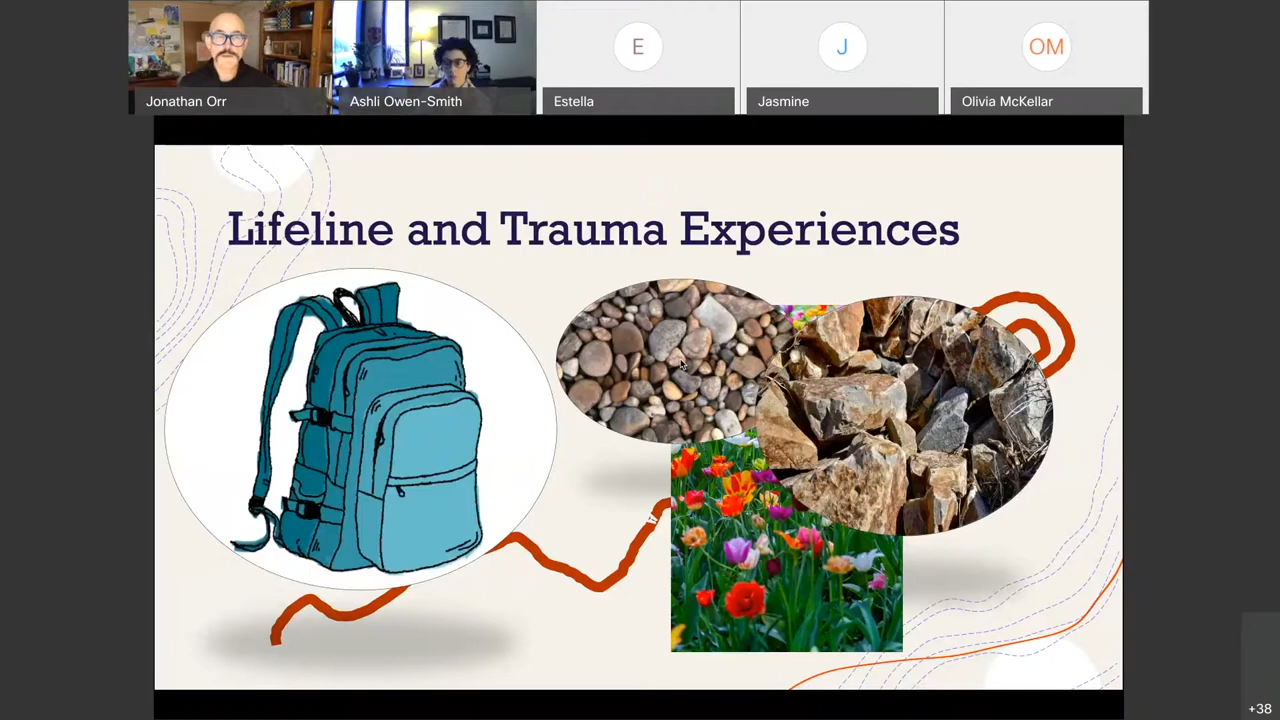 E
J
OM
Jonathan Orr
Ashli Owen-Smith
Estella
Jasmine
Olivia McKellar
Lifeline and Trauma Experiences
+38